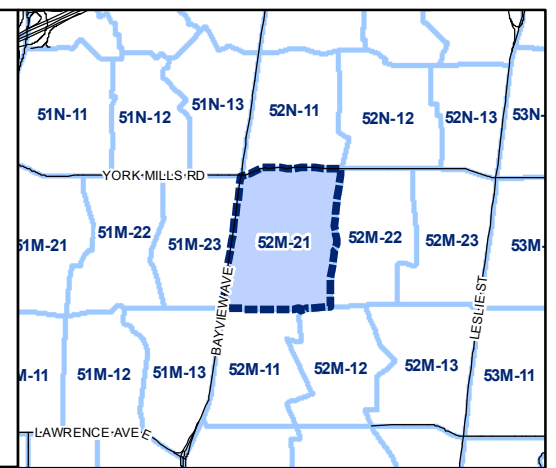 51N-11
51N-12
51N-13
52N-11
52N-12
52N-13
53N-
YORK MILLS RD
51M-21
51M-22
51M-23
52M-21
52M-22
52M-23
53M-
BAYVIEW AVE
LESLIE ST
M-11
51M-12
51M-13
52M-11
52M-12
52M-13
53M-11
LAWRENCE AVE E